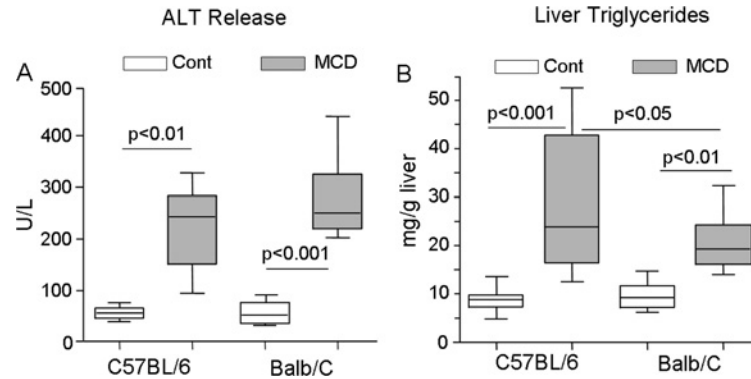 ALT Release
Liver Triglycerides
A
Cont
MCD
500
400
300
200
100
0
U/L
p<0.01
p<0.001
C57BL/6
Balb/C
B
Cont
MCD
50
40
30
20
10
0
mg/g liver
p<0.001
p<0.05
p<0.01
C57BL/6
Balb/C